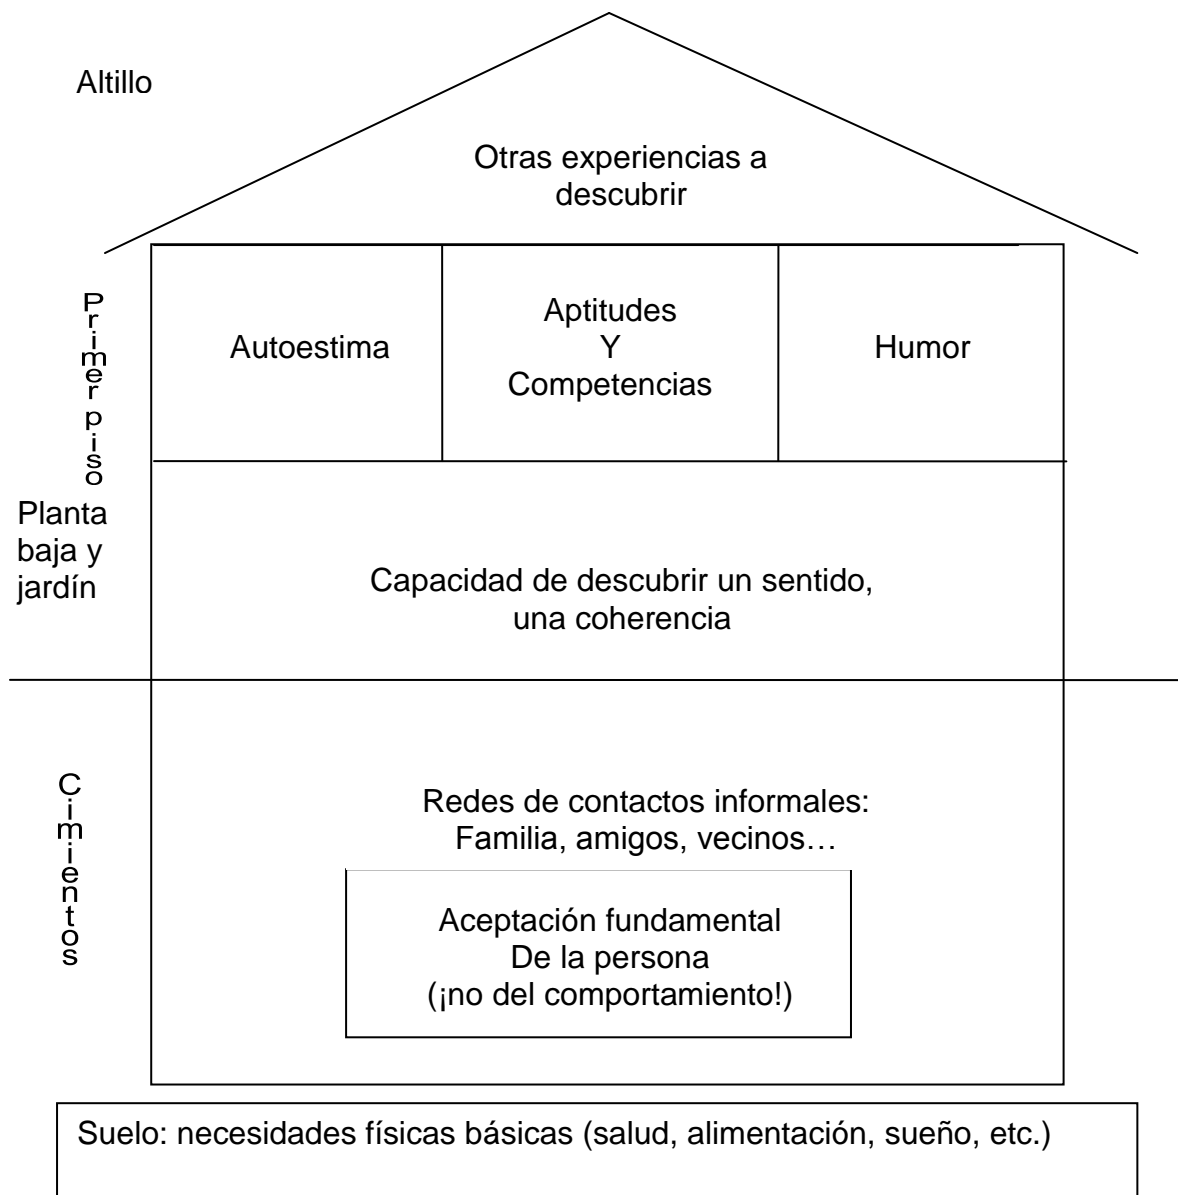 Altillo
Otras experiencias a
descubrir
Primer piso
Autoestima
Aptitudes
Y
Competencias
Humor
Planta
baja y
jardín
Capacidad de descubrir un sentido,
una coherencia
Cimientos
Redes de contactos informales:
Familia, amigos, vecinos…
Aceptación fundamental
De la persona
(¡no del comportamiento!)
Suelo: necesidades físicas básicas (salud, alimentación, sueño, etc.)